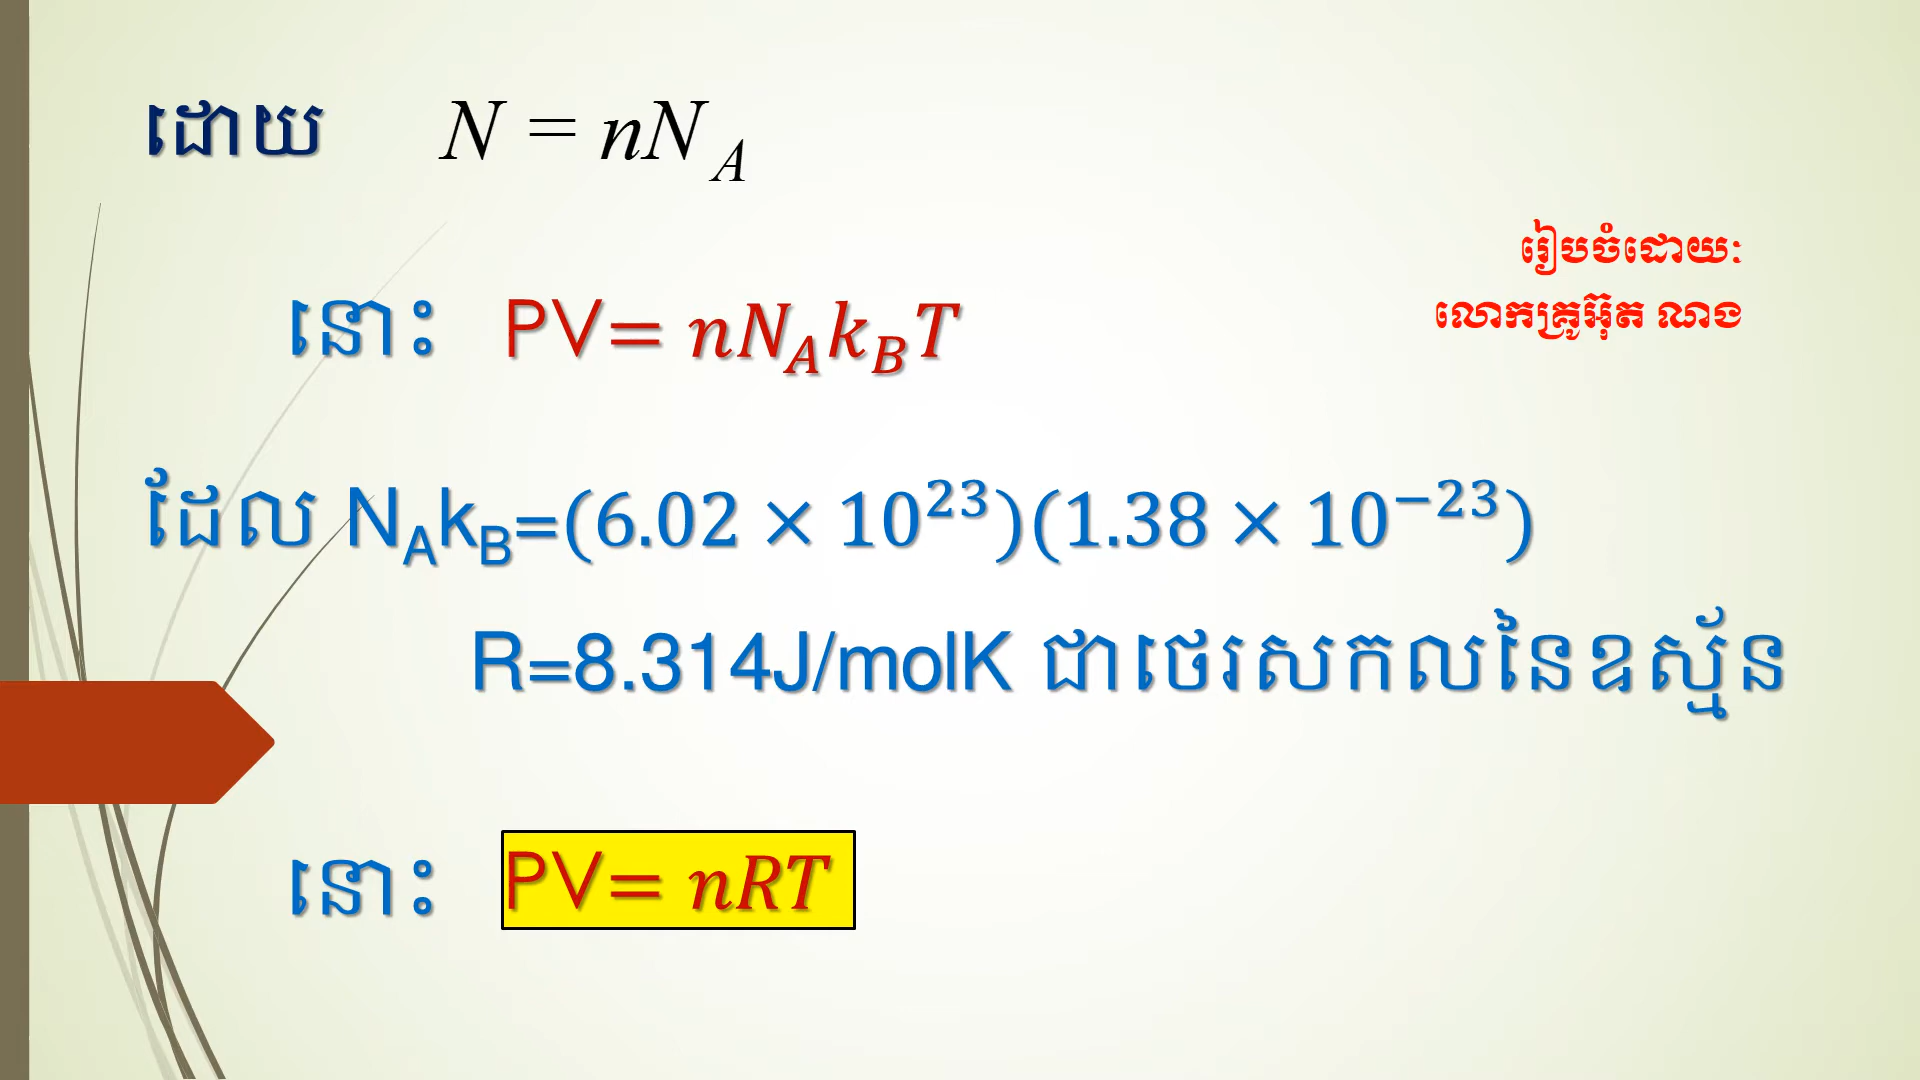 ដោយ N = nN_A
រៀបចំដោយ:
លោកគ្រូអ៊ុត ណង
នោះ PV= nN_Ak_BT
ដែល N_Ak_B=(6.02 × 10^23)(1.38 × 10^−23)
R=8.314J/molK ជាថេរសកលនៃឧស្ម័ន
នោះ PV= nRT